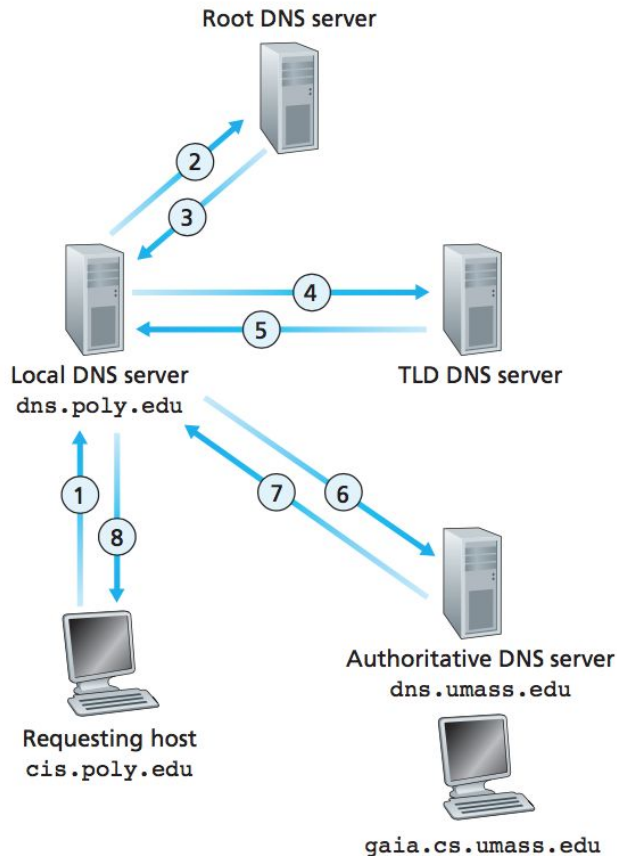 Root DNS server
2
3
4
5
Local DNS server
dns.poly.edu
TLD DNS server
1
8
7
6
Authoritative DNS server
dns.umass.edu
Requesting host
cis.poly.edu
gaia.cs.umass.edu